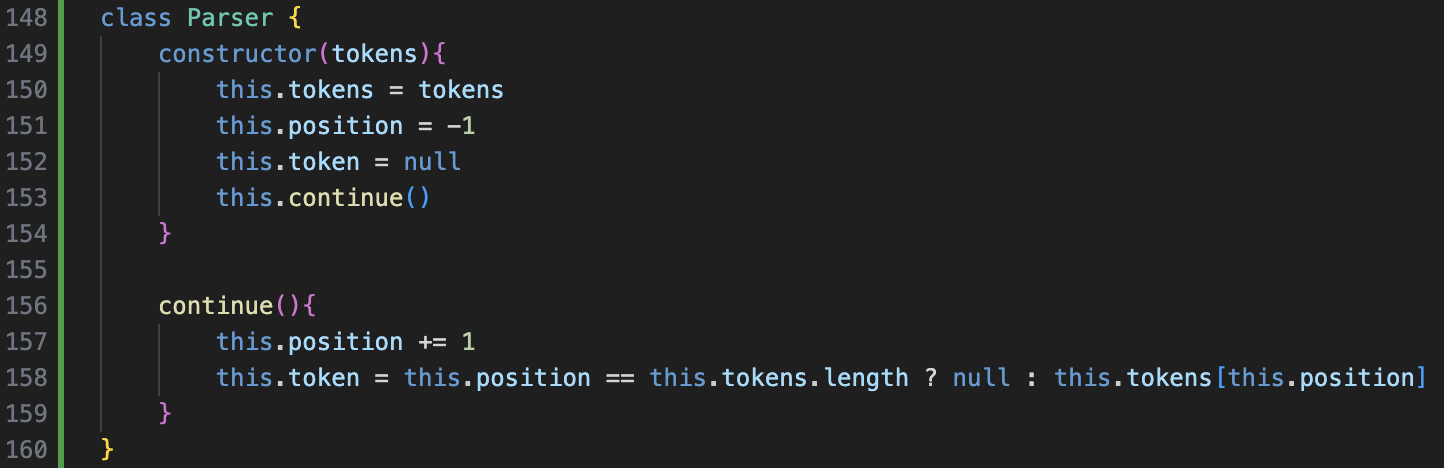 148 class Parser {
149     constructor(tokens){
150         this.tokens = tokens
151         this.position = -1
152         this.token = null
153         this.continue()
154     }
155
156     continue(){
157         this.position += 1
158         this.token = this.position == this.tokens.length ? null : this.tokens[this.position]
159     }
160 }